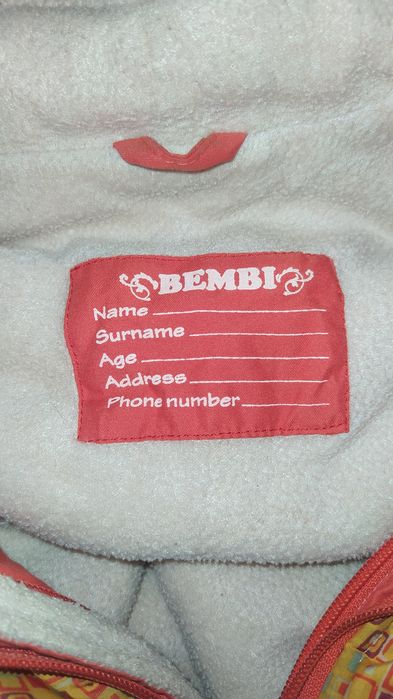 BEMBI
Name
Surname
Age
Address
Phone number